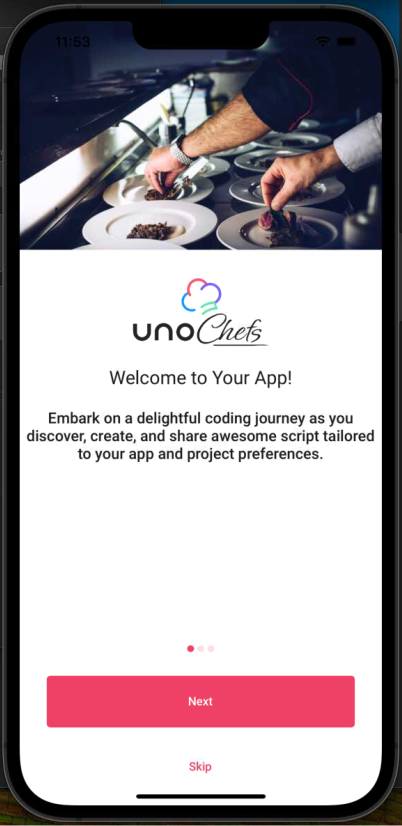 11:53
unoChefs
Welcome to Your App!
Embark on a delightful coding journey as you
discover, create, and share awesome script tailored
to your app and project preferences.
Next
Skip